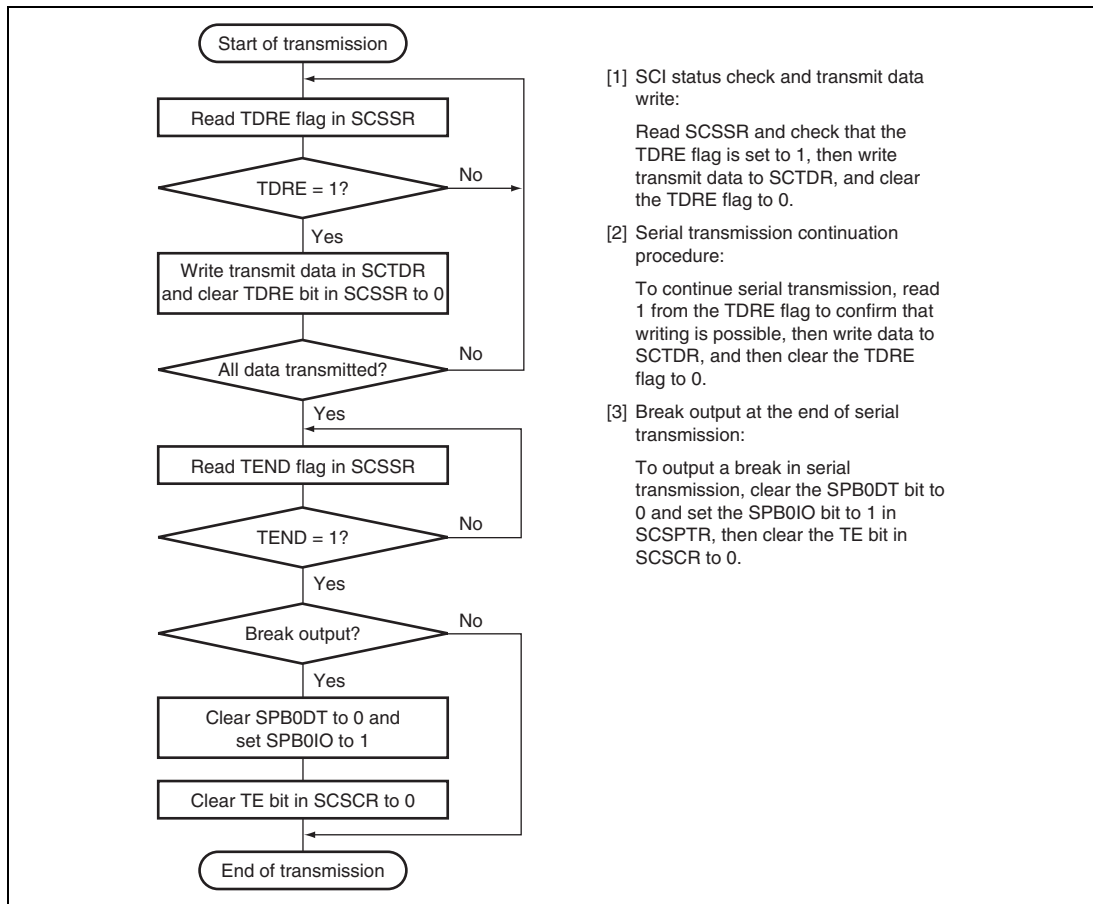 Start of transmission
Read TDRE flag in SCSSR
TDRE = 1?
No
Yes
Write transmit data in SCTDR
and clear TDRE bit in SCSSR to 0
All data transmitted?
No
Yes
Read TEND flag in SCSSR
TEND = 1?
No
Yes
Break output?
No
Yes
Clear SPB0DT to 0 and
set SPB0IO to 1
Clear TE bit in SCSCR to 0
End of transmission
[1] SCI status check and transmit data
write:
Read SCSSR and check that the
TDRE flag is set to 1, then write
transmit data to SCTDR, and clear
the TDRE flag to 0.
[2] Serial transmission continuation
procedure:
To continue serial transmission, read
1 from the TDRE flag to confirm that
writing is possible, then write data to
SCTDR, and then clear the TDRE
flag to 0.
[3] Break output at the end of serial
transmission:
To output a break in serial
transmission, clear the SPB0DT bit to
0 and set the SPB0IO bit to 1 in
SCSPTR, then clear the TE bit in
SCSCR to 0.